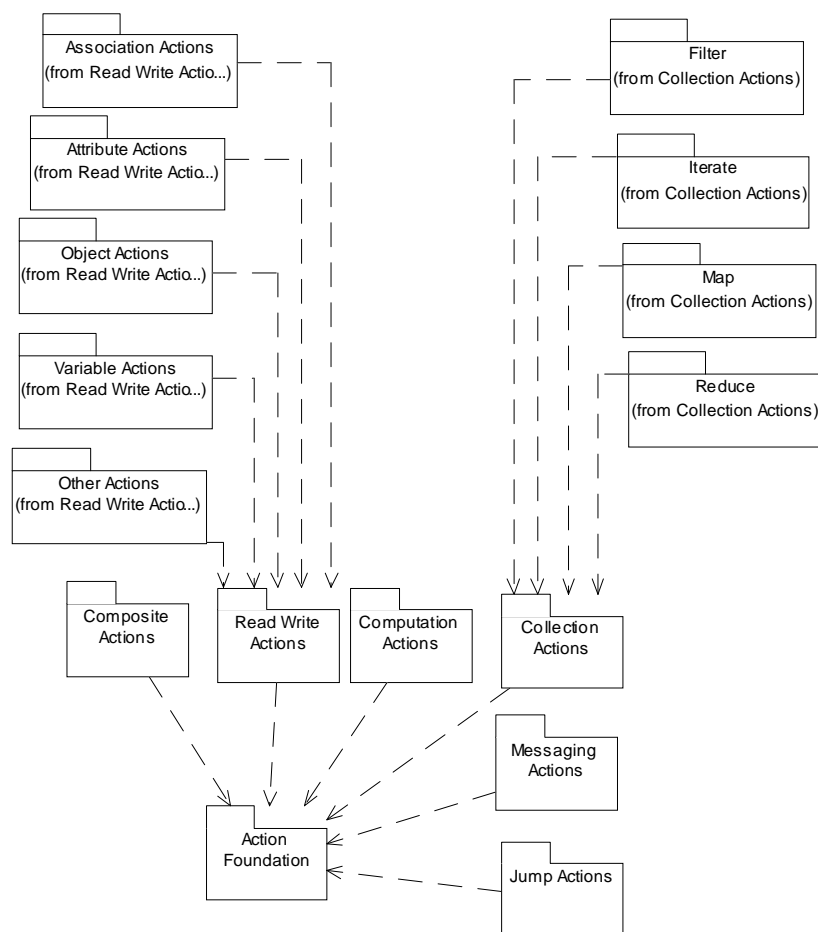 Association Actions
(from Read Write Actio...)
Filter
(from Collection Actions)
Attribute Actions
(from Read Write Actio...)
Iterate
(from Collection Actions)
Object Actions
(from Read Write Actio...)
Map
(from Collection Actions)
Variable Actions
(from Read Write Actio...)
Reduce
(from Collection Actions)
Other Actions
(from Read Write Actio...)
Composite
Actions
Read Write
Actions
Computation
Actions
Collection
Actions
Messaging
Actions
Action
Foundation
Jump Actions